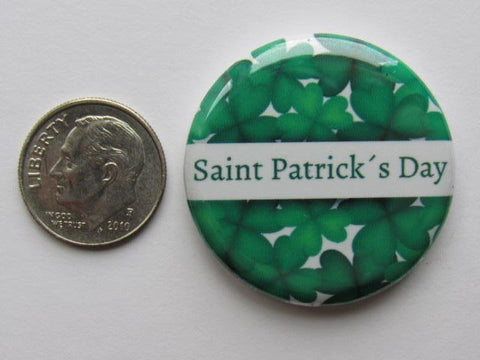 LIBERTY
IN GOD
WE TRUST
P
2010
Saint Patrick´s Day